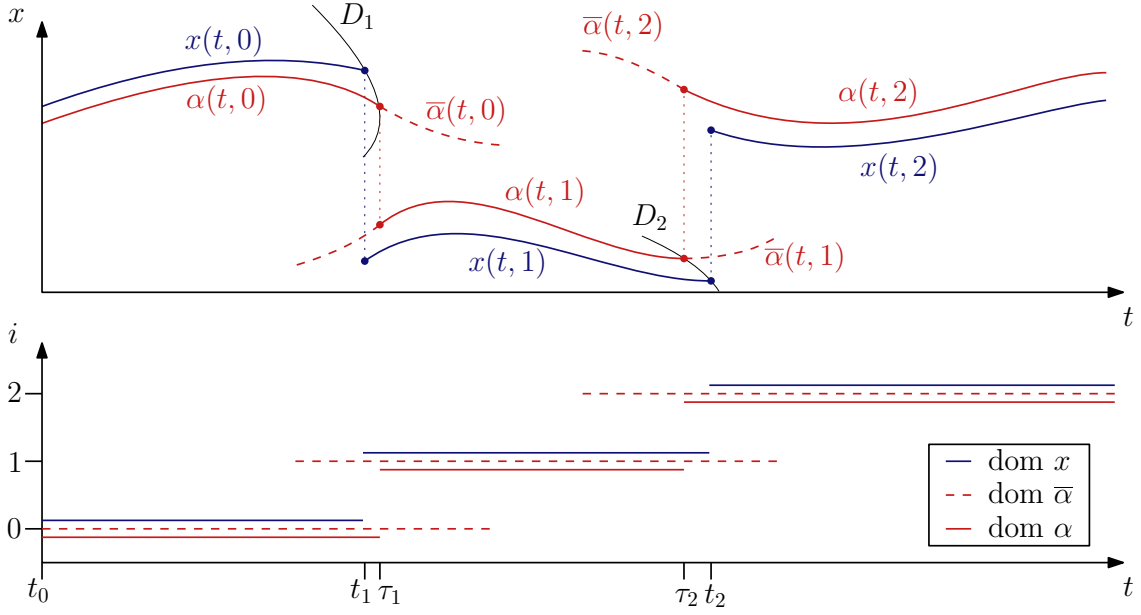 x
D₁
x(t, 0)
α(t, 0)
α̅(t, 0)
α̅(t, 2)
α(t, 2)
x(t, 2)
α(t, 1)
D₂
x(t, 1)
α̅(t, 1)
t
i
2
1
0
dom x
dom α̅
dom α
t₀
t₁
τ₁
τ₂
t₂
t